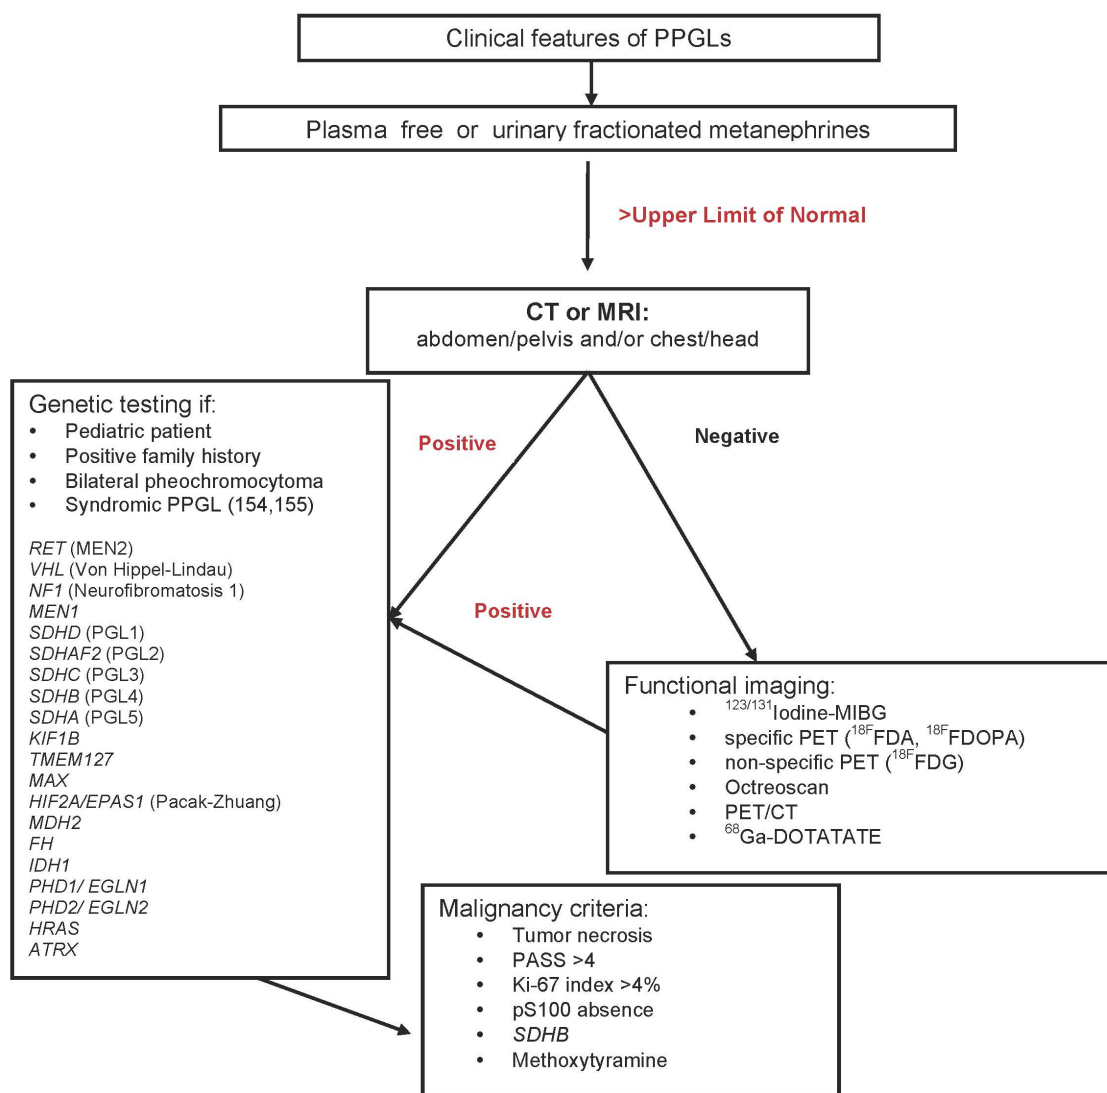 Clinical features of PPGLs
Plasma free or urinary fractionated metanephrines
>Upper Limit of Normal
CT or MRI:
abdomen/pelvis and/or chest/head
Genetic testing if:
• Pediatric patient
• Positive family history
• Bilateral pheochromocytoma
• Syndromic PPGL (154,155)
RET (MEN2)
VHL (Von Hippel-Lindau)
NF1 (Neurofibromatosis 1)
MEN1
SDHD (PGL1)
SDHAF2 (PGL2)
SDHC (PGL3)
SDHB (PGL4)
SDHA (PGL5)
KIF1B
TMEM127
MAX
HIF2A/EPAS1 (Pacak-Zhuang)
MDH2
FH
IDH1
PHD1/ EGLN1
PHD2/ EGLN2
HRAS
ATRX
Positive
Negative
Positive
Functional imaging:
• 123/131Iodine-MIBG
• specific PET (18FFDA, 18FFDOPA)
• non-specific PET (18FFDG)
• Octreoscan
• PET/CT
• 68Ga-DOTATATE
Malignancy criteria:
• Tumor necrosis
• PASS >4
• Ki-67 index >4%
• pS100 absence
• SDHB
• Methoxytyramine